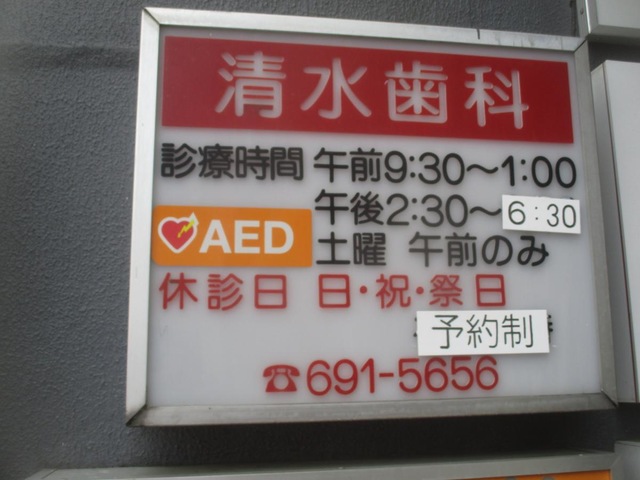 清水歯科
診療時間 午前9:30〜1:00
午後2:30〜6:30
AED
土曜 午前のみ
休診日 日・祝・祭日
予約制
☎691-5656